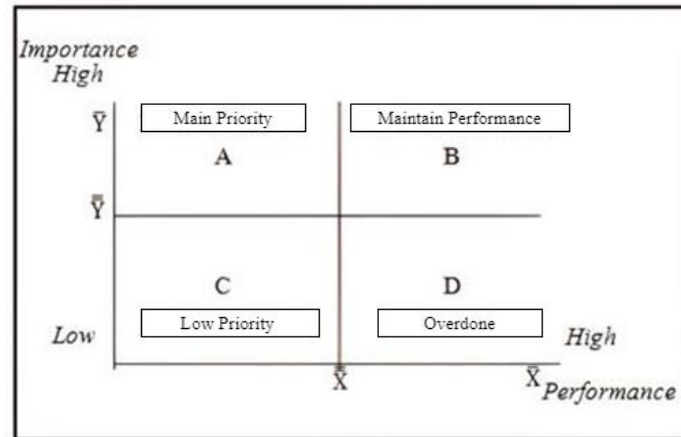 Importance
High
Y̅
Main Priority
Maintain Performance
A
B
Y̿
C
D
Low Priority
Overdone
Low
High
X̿
X̅
Performance